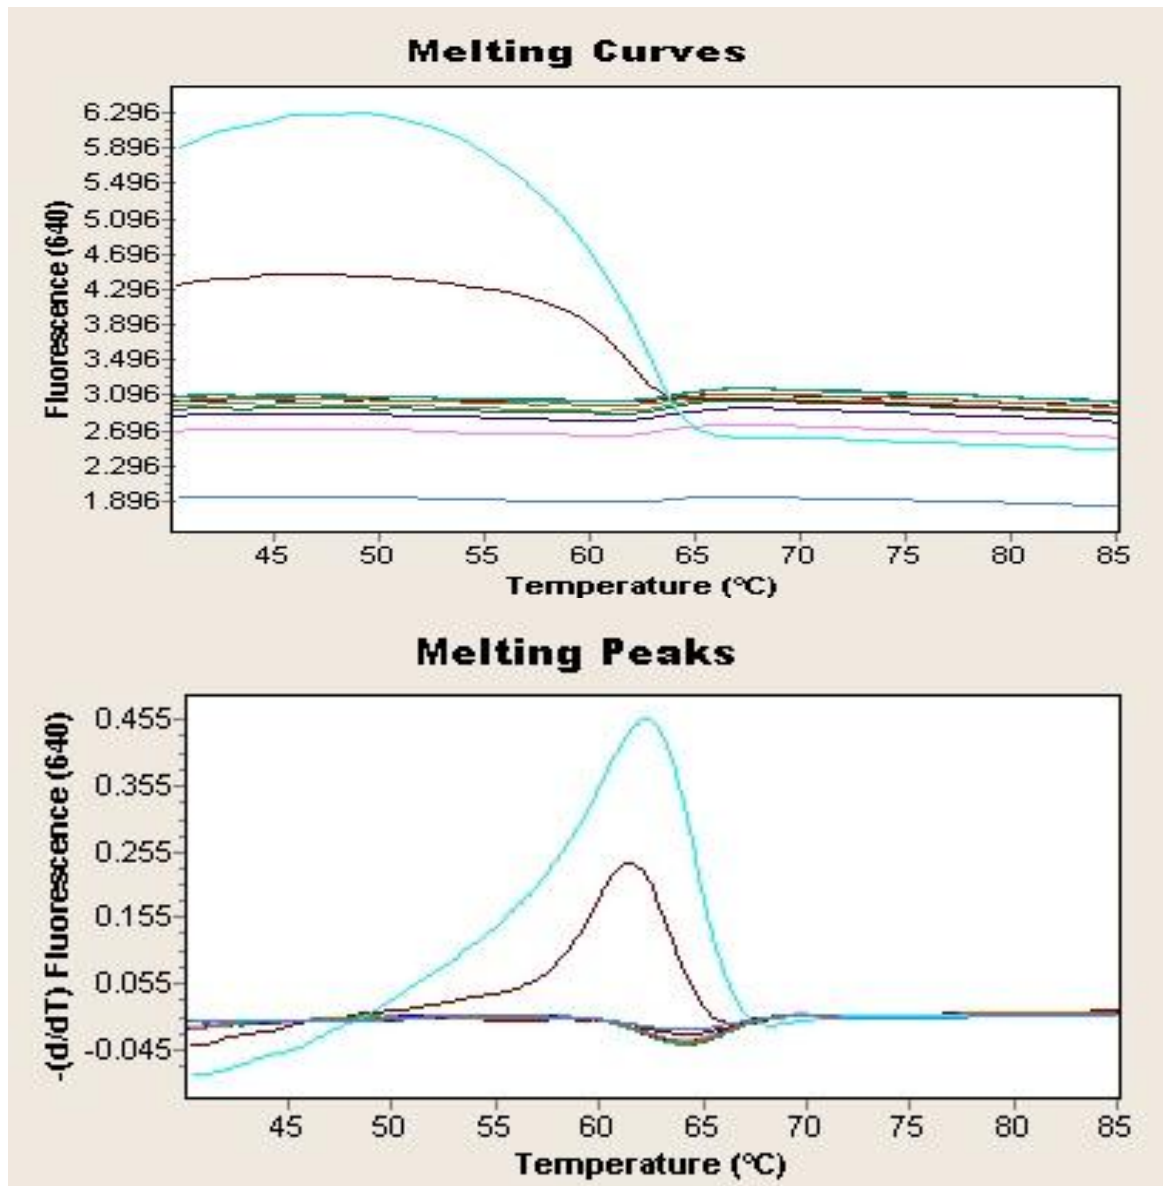 Melting Curves
Fluorescence (640)
6.296
5.896
5.496
5.096
4.696
4.296
3.896
3.496
3.096
2.696
2.296
1.896
45 50 55 60 65 70 75 80 85
Temperature (°C)
Melting Peaks
-(d/dT) Fluorescence (640)
0.455
0.355
0.255
0.155
0.055
-0.045
45 50 55 60 65 70 75 80 85
Temperature (°C)